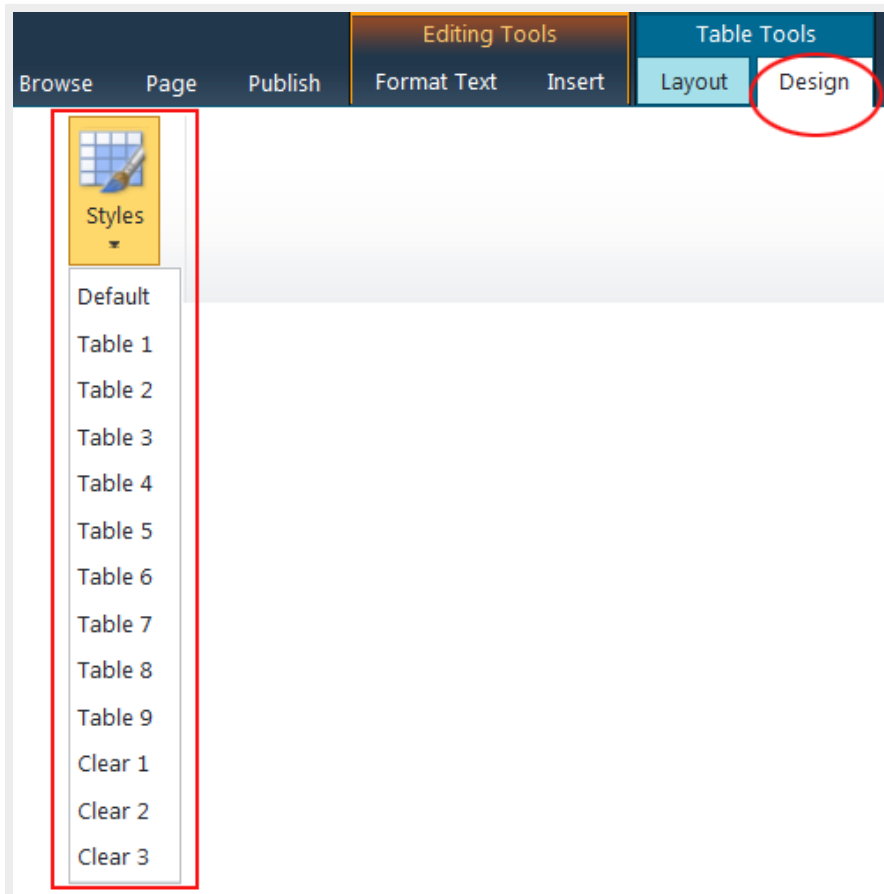 Editing Tools Table Tools
Browse Page Publish Format Text Insert Layout Design
Styles
Default
Table 1
Table 2
Table 3
Table 4
Table 5
Table 6
Table 7
Table 8
Table 9
Clear 1
Clear 2
Clear 3